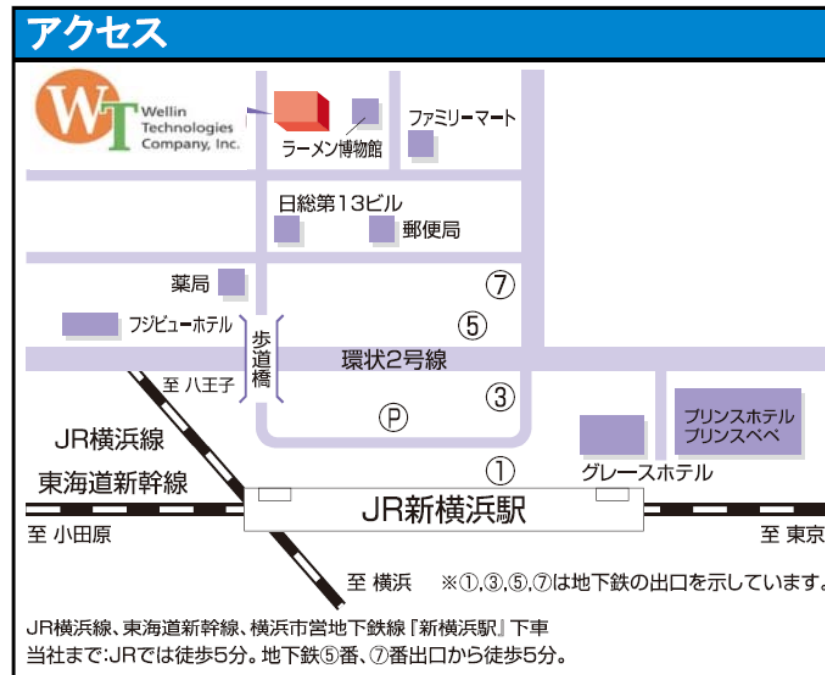 アクセス
WT
Wellin
Technologies
Company, Inc.
ラーメン博物館
ファミリーマート
日総第13ビル
郵便局
薬局
⑦
フジビューホテル
⑤
歩道橋
環状2号線
至 八王子
③
Ⓟ
プリンスホテル
プリンスペペ
JR横浜線
東海道新幹線
①
グレースホテル
JR新横浜駅
至 小田原
至 東京
至 横浜
※①,③,⑤,⑦は地下鉄の出口を示しています。
JR横浜線、東海道新幹線、横浜市営地下鉄線『新横浜駅』下車
当社まで:JRでは徒歩5分。地下鉄⑤番、⑦番出口から徒歩5分。